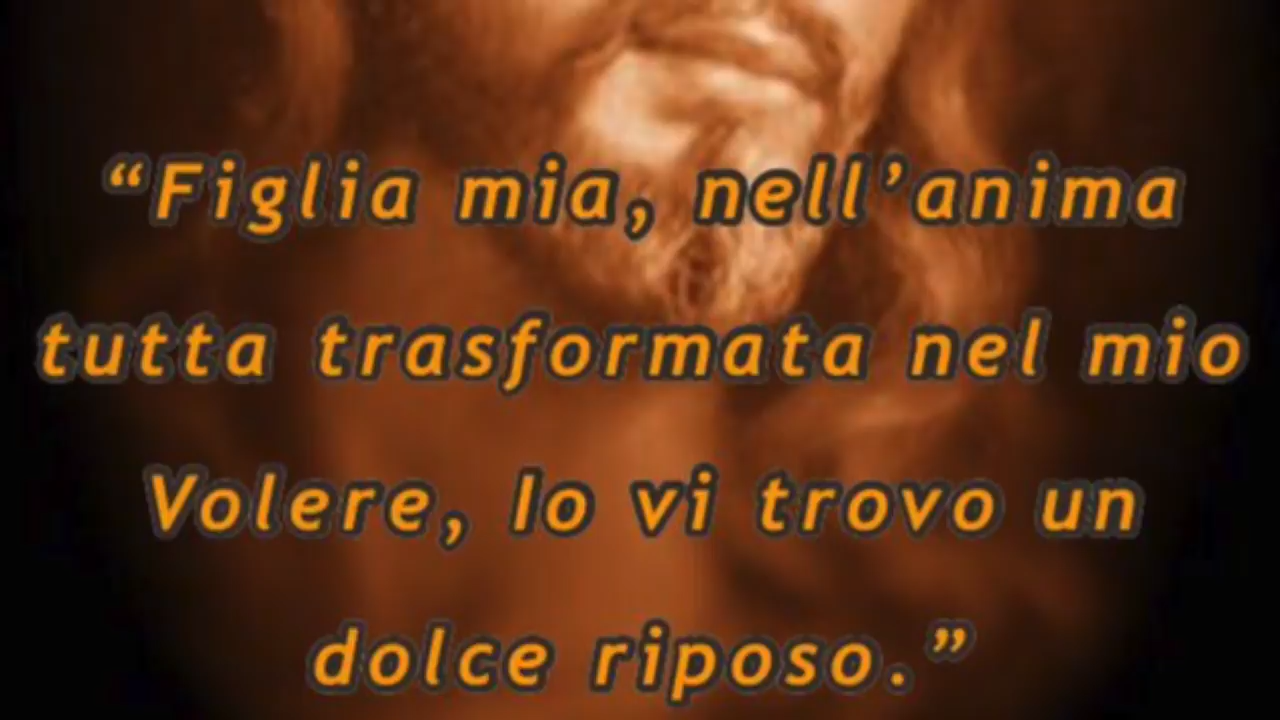 “Figlia mia, nell’anima
tutta trasformata nel mio
Volere, Io vi trovo un
dolce riposo.”